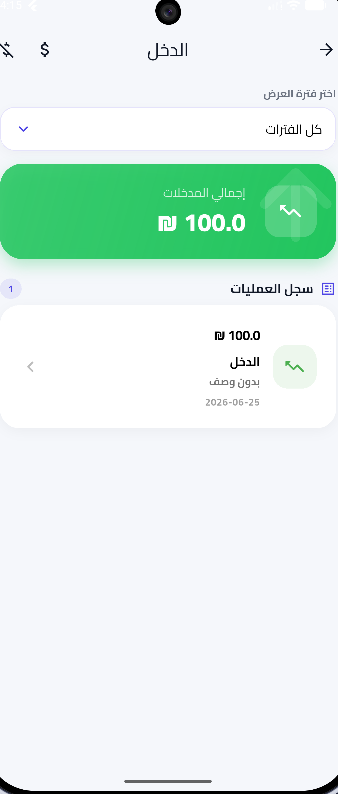 الدخل
$
اختر فترة العرض
كل الفترات
إجمالي المدخلات
₪ 100.0
سجل العمليات
1
₪ 100.0
الدخل
بدون وصف
2026-06-25